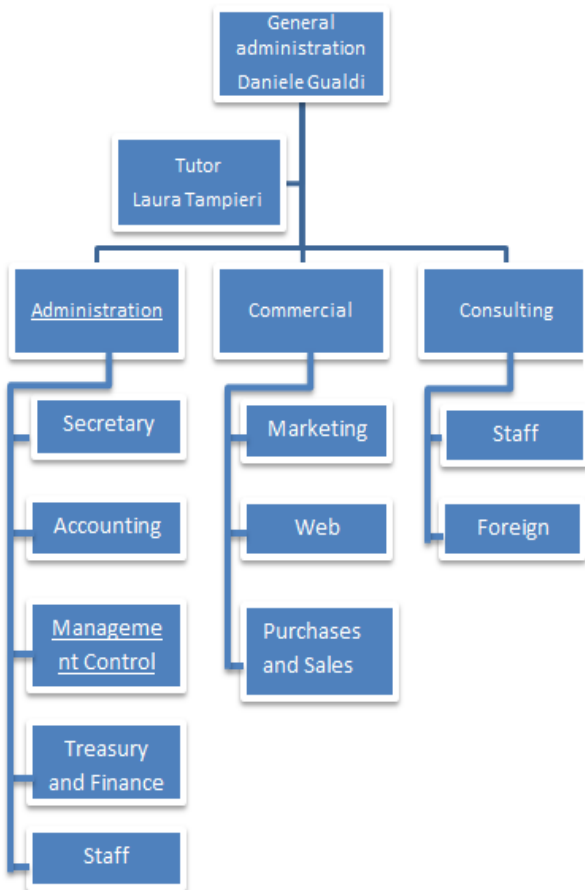 General
administration
Daniele Gualdi
Tutor
Laura Tampieri
Administration
Commercial
Consulting
Secretary
Accounting
Manageme
nt Control
Treasury
and Finance
Staff
Marketing
Web
Purchases
and Sales
Staff
Foreign